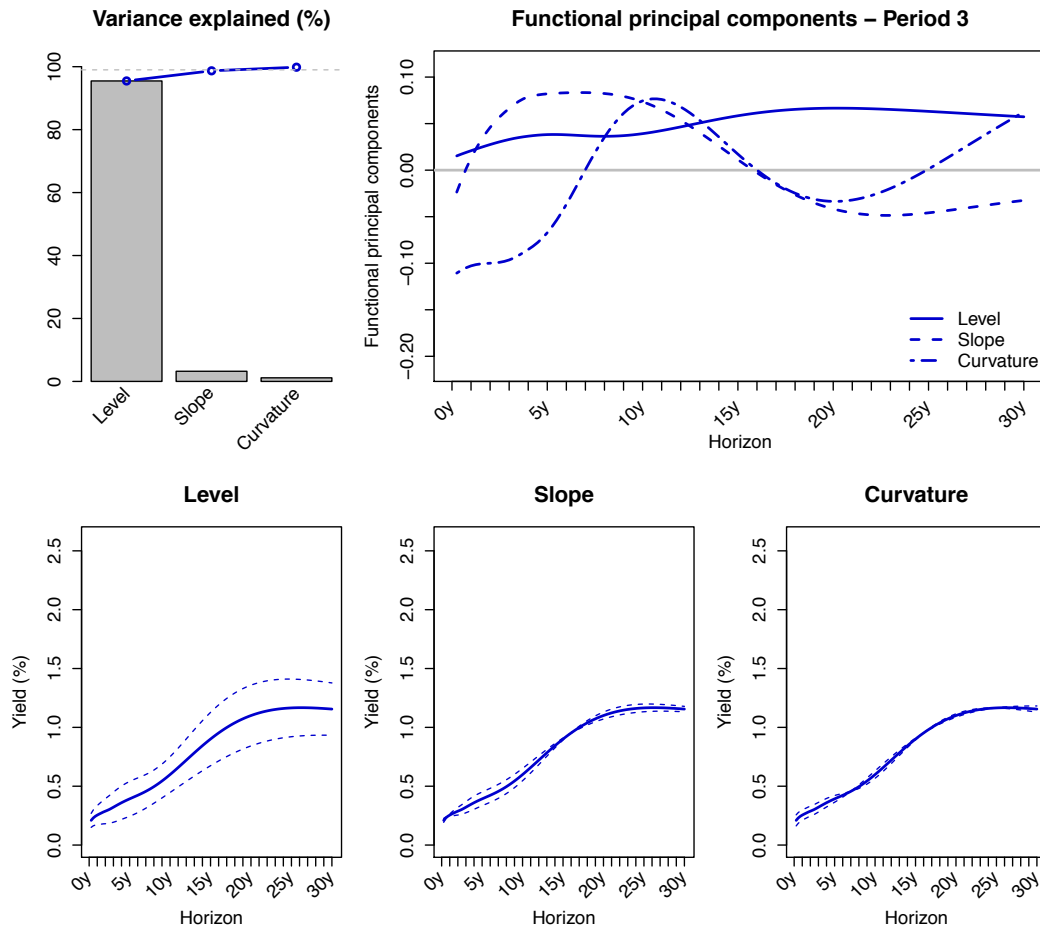 Variance explained (%)
100
80
60
40
20
0
Level
Slope
Curvature
Functional principal components – Period 3
Functional principal components
0.10
0.00
−0.10
−0.20
Level
Slope
Curvature
0y
5y
10y
15y
20y
25y
30y
Horizon
Level
Yield (%)
2.5
2.0
1.5
1.0
0.5
0.0
0y
5y
10y
15y
20y
25y
30y
Horizon
Slope
Yield (%)
2.5
2.0
1.5
1.0
0.5
0.0
0y
5y
10y
15y
20y
25y
30y
Horizon
Curvature
Yield (%)
2.5
2.0
1.5
1.0
0.5
0.0
0y
5y
10y
15y
20y
25y
30y
Horizon